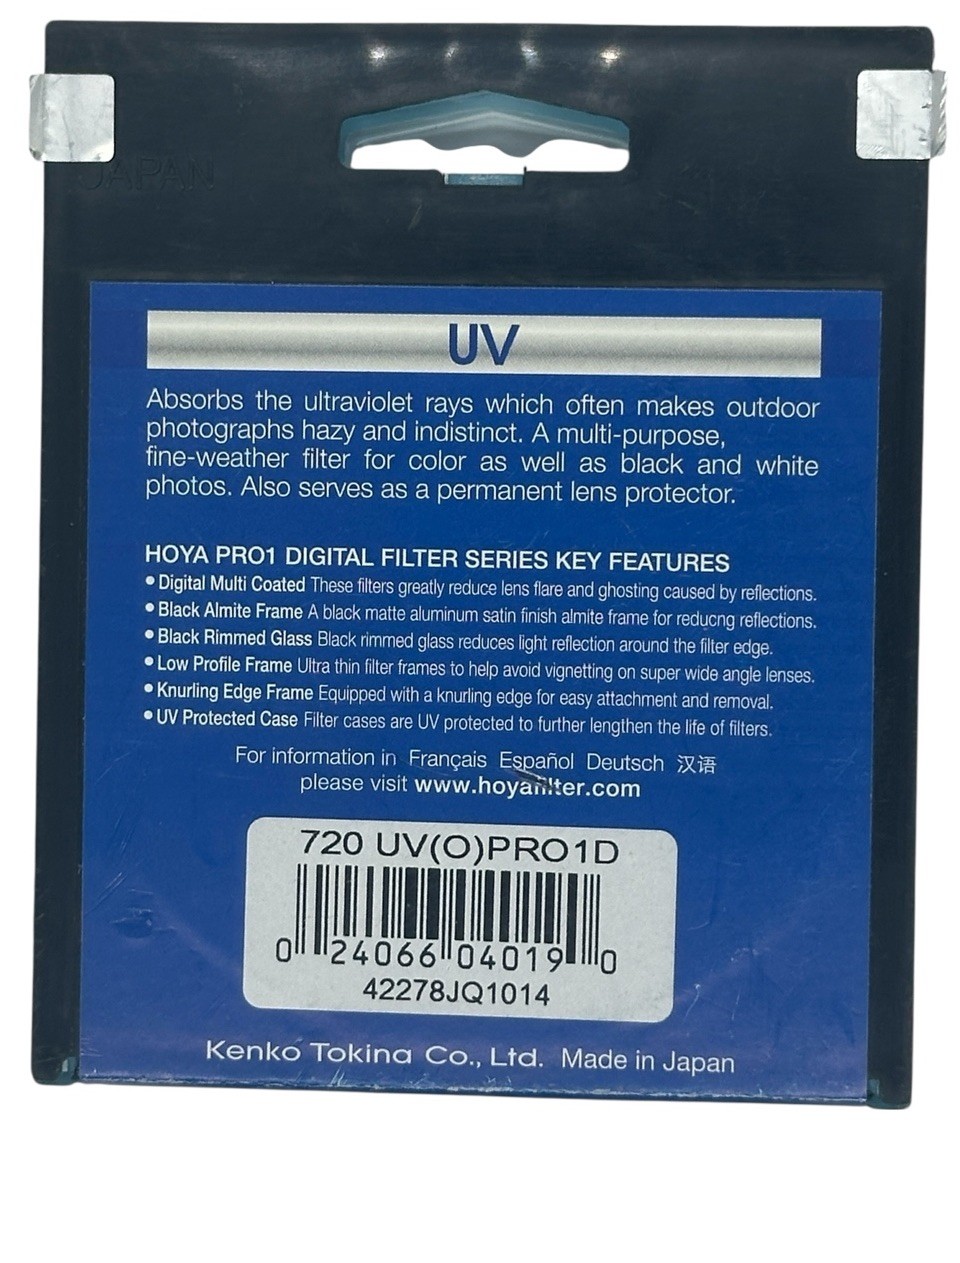 JAPAN
UV
Absorbs the ultraviolet rays which often makes outdoor
photographs hazy and indistinct. A multi-purpose,
fine-weather filter for color as well as black and white
photos. Also serves as a permanent lens protector.
HOYA PRO1 DIGITAL FILTER SERIES KEY FEATURES
• Digital Multi Coated These filters greatly reduce lens flare and ghosting caused by reflections.
• Black Almite Frame A black matte aluminum satin finish almite frame for reducng reflections.
• Black Rimmed Glass Black rimmed glass reduces light reflection around the filter edge.
• Low Profile Frame Ultra thin filter frames to help avoid vignetting on super wide angle lenses.
• Knurling Edge Frame Equipped with a knurling edge for easy attachment and removal.
• UV Protected Case Filter cases are UV protected to further lengthen the life of filters.
For information in Français Español Deutsch 汉语
please visit www.hoyafilter.com
720 UV(O)PRO1D
0 24066 04019 0
42278JQ1014
Kenko Tokina Co., Ltd. Made in Japan